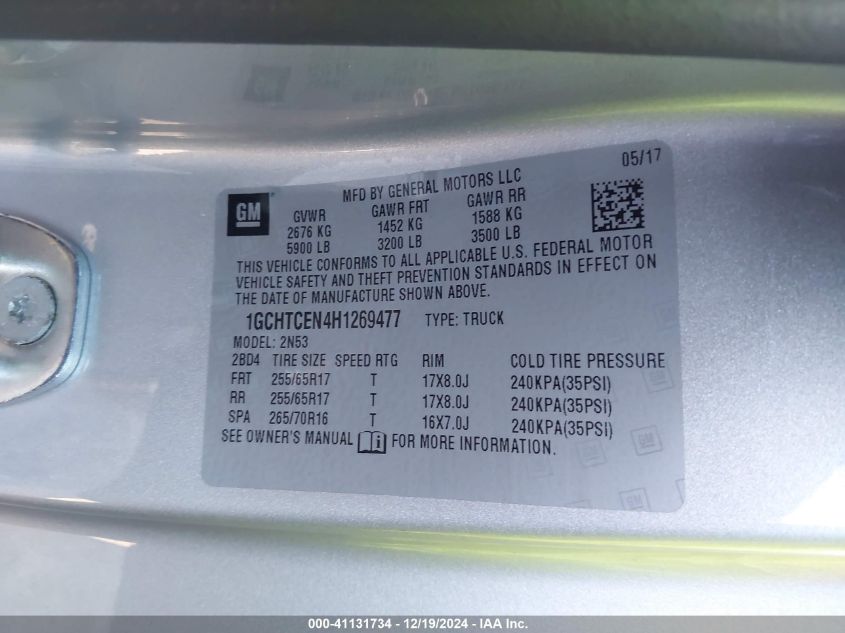 05/17
MFD BY GENERAL MOTORS LLC
GM
GVWR GAWR FRT GAWR RR
2676 KG 1452 KG 1588 KG
5900 LB 3200 LB 3500 LB
THIS VEHICLE CONFORMS TO ALL APPLICABLE U.S. FEDERAL MOTOR
VEHICLE SAFETY AND THEFT PREVENTION STANDARDS IN EFFECT ON
THE DATE OF MANUFACTURE SHOWN ABOVE.
1GCHTCEN4H1269477 TYPE: TRUCK
MODEL: 2N53
2BD4 TIRE SIZE SPEED RTG RIM COLD TIRE PRESSURE
FRT 255/65R17 T 17X8.0J 240KPA(35PSI)
RR 255/65R17 T 17X8.0J 240KPA(35PSI)
SPA 265/70R16 T 16X7.0J 240KPA(35PSI)
SEE OWNER'S MANUAL FOR MORE INFORMATION.
000-41131734 - 12/19/2024 - IAA Inc.